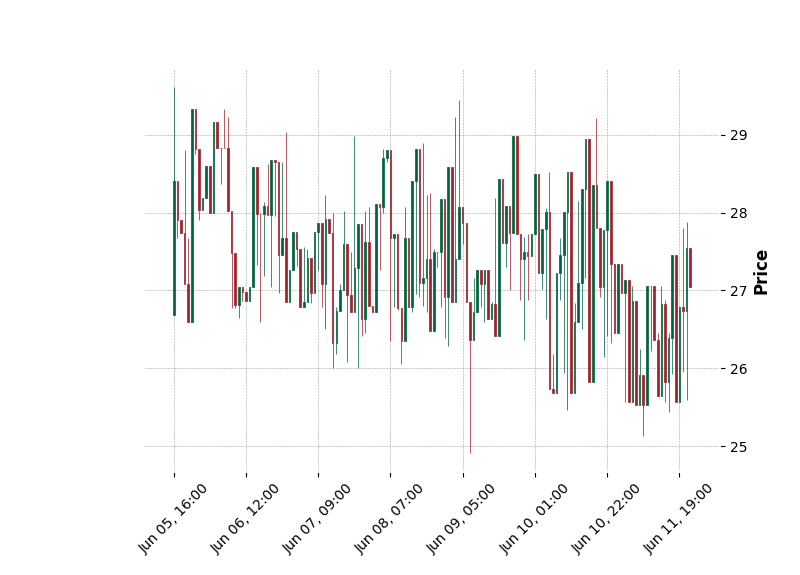 29
28
27
26
25
Price
Jun 05, 16:00
Jun 06, 12:00
Jun 07, 09:00
Jun 08, 07:00
Jun 09, 05:00
Jun 10, 01:00
Jun 10, 22:00
Jun 11, 19:00